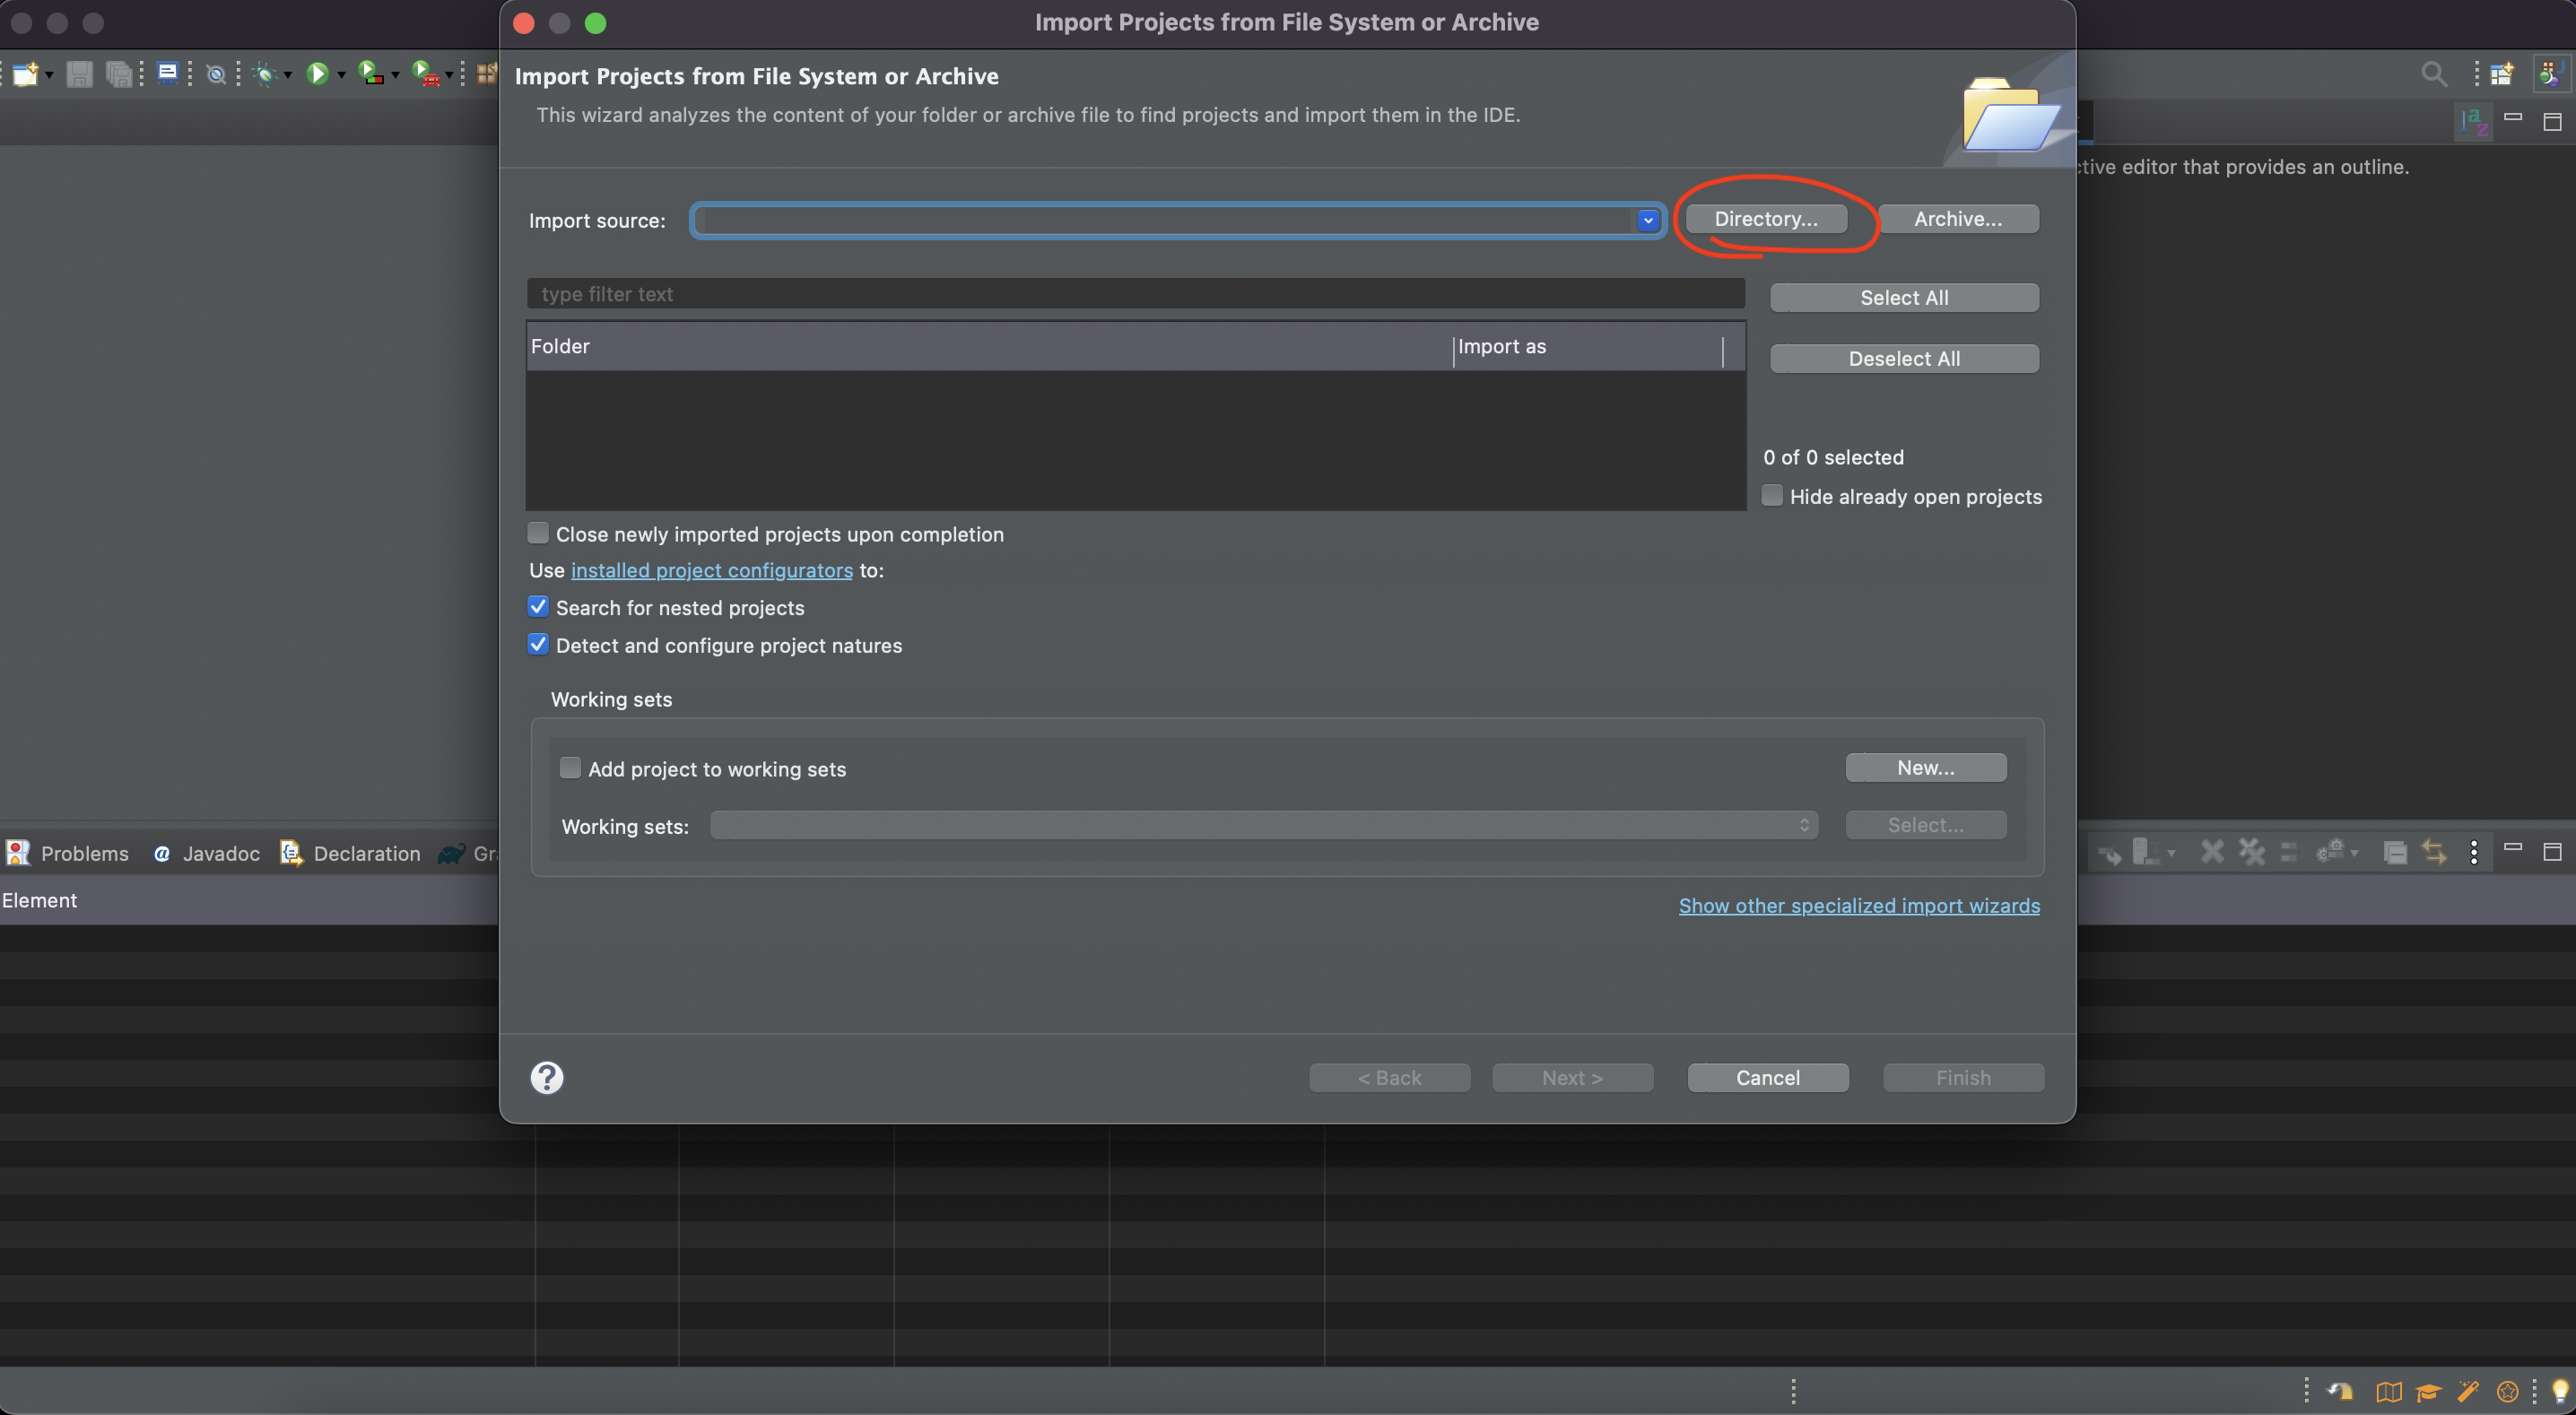 Import Projects from File System or Archive
Import Projects from File System or Archive
This wizard analyzes the content of your folder or archive file to find projects and import them in the IDE.
ctive editor that provides an outline.
Import source:
Directory...
Archive...
type filter text
Select All
Folder
Import as
Deselect All
0 of 0 selected
Hide already open projects
Close newly imported projects upon completion
Use installed project configurators to:
Search for nested projects
Detect and configure project natures
Working sets
Add project to working sets
New...
Working sets:
Select...
Problems
@ Javadoc
Declaration
Gr
Element
Show other specialized import wizards
?
< Back
Next >
Cancel
Finish